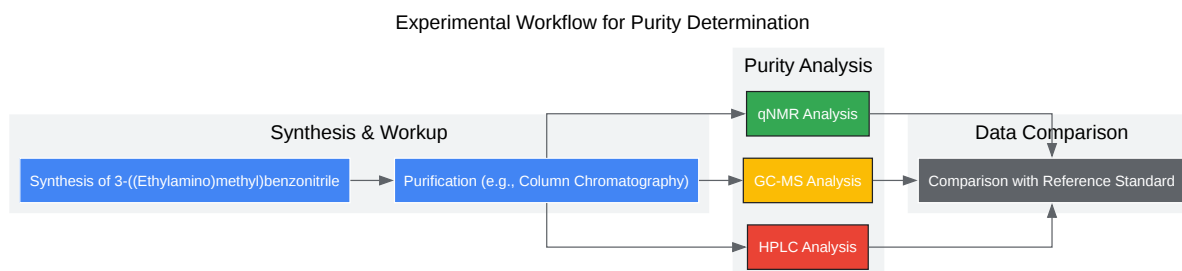 Experimental Workflow for Purity Determination
Synthesis & Workup
Synthesis of 3-((Ethylamino)methyl)benzonitrile
Purification (e.g., Column Chromatography)
Purity Analysis
qNMR Analysis
GC-MS Analysis
HPLC Analysis
Data Comparison
Comparison with Reference Standard